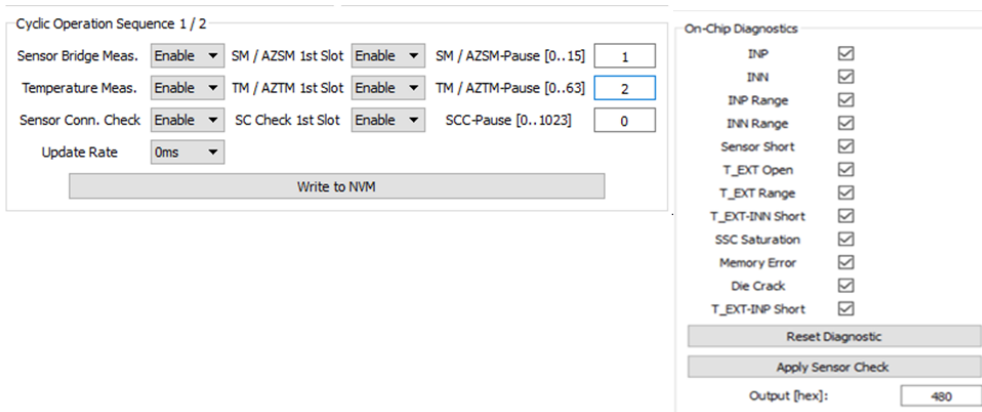 Cyclic Operation Sequence 1 / 2
Sensor Bridge Meas. Enable SM / AZSM 1st Slot Enable SM / AZSM-Pause [0..15] 1
Temperature Meas. Enable TM / AZTM 1st Slot Enable TM / AZTM-Pause [0..63] 2
Sensor Conn. Check Enable SC Check 1st Slot Enable SCC-Pause [0..1023] 0
Update Rate 0ms
Write to NVM
On-Chip Diagnostics
INP
INN
INP Range
INN Range
Sensor Short
T_EXT Open
T_EXT Range
T_EXT-INN Short
SSC Saturation
Memory Error
Die Crack
T_EXT-INP Short
Reset Diagnostic
Apply Sensor Check
Output [hex]: 480